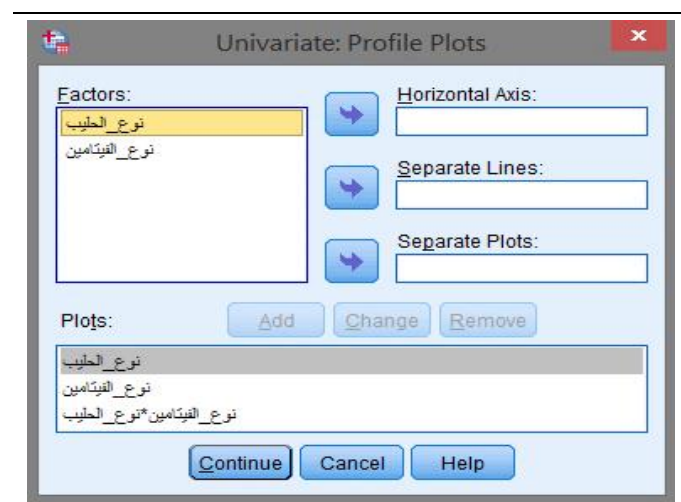 Univariate: Profile Plots
Factors:
نوع_الحليب
نوع_الفيتامين
Horizontal Axis:
Separate Lines:
Separate Plots:
Plots:
Add Change Remove
نوع_الحليب
نوع_الفيتامين
نوع_الفيتامين*نوع_الحليب
Continue Cancel Help